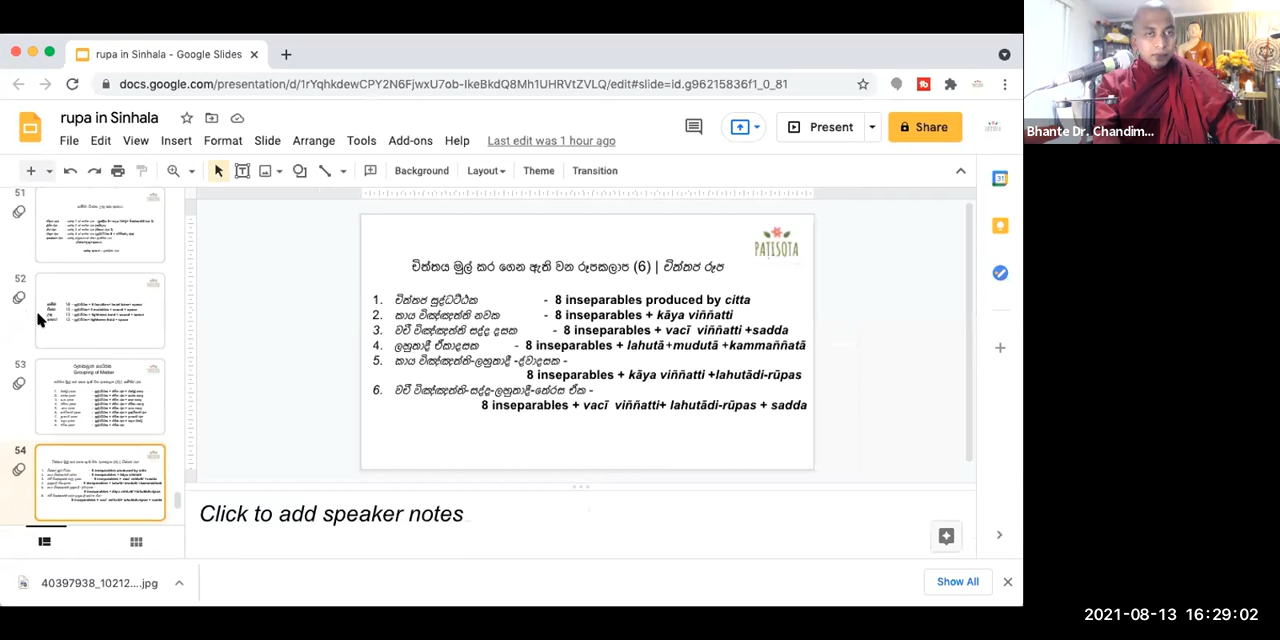 rupa in Sinhala - Google Slides
docs.google.com/presentation/d/1rYqhkdewCPY2N6FjwxU7ob-IkeBkdQ8Mh1UHRVtZVLQ/edit#slide=id.g96215836f1_0_81
rupa in Sinhala
File Edit View Insert Format Slide Arrange Tools Add-ons Help Last edit was 1 hour ago
Present
Share
Background Layout Theme Transition
51
52
53
Grouping of Matter
54
PATISOTA
චිත්තය මුල් කර ගෙන ඇති වන රූපකලාප (6) | චිත්තජ රූප
1. චිත්තජ සුද්ධට්ඨක - 8 inseparables produced by citta
2. කාය විඤ්ඤත්ති නවක - 8 inseparables + kāya viññatti
3. වචී විඤ්ඤත්ති සද්ද දසක - 8 inseparables + vacī viññatti +sadda
4. ලහුතාදී ඒකාදසක - 8 inseparables + lahutā+mudutā +kammaññatā
5. කාය විඤ්ඤත්ති-ලහුතාදී -ද්වාදසක -
8 inseparables + kāya viññatti +lahutādi-rūpas
6. වචී විඤ්ඤත්ති-සද්ද-ලහුතාදී-තේරස ඒක -
8 inseparables + vacī viññatti+ lahutādi-rūpas + sadda
Click to add speaker notes
40397938_10212....jpg
Show All
Bhante Dr. Chandim...
2021-08-13 16:29:02